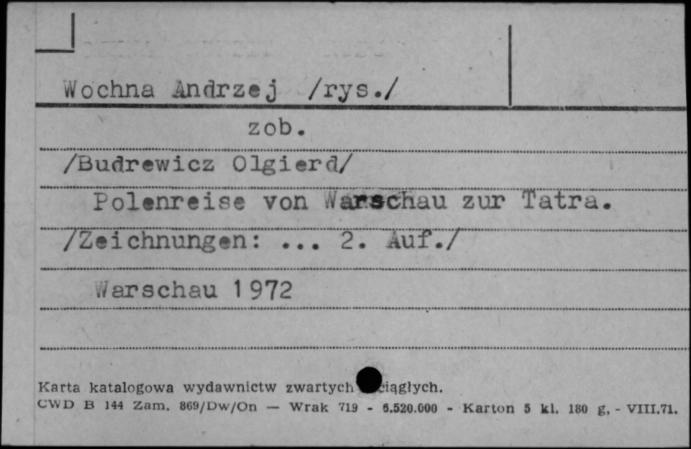 Wochna Andrzej /rys./
zob.
/Budrewicz Olgierd/
Polenreise von Warschau zur Tatra.
/Zeichnungen: ... 2. Auf./
Warschau 1972
Karta katalogowa wydawnictw zwartych ciągłych.
CWD B 144 Zam. 869/Dw/On — Wrak 719 - 6.520.000 - Karton 5 kl. 180 g. - VIII.71.